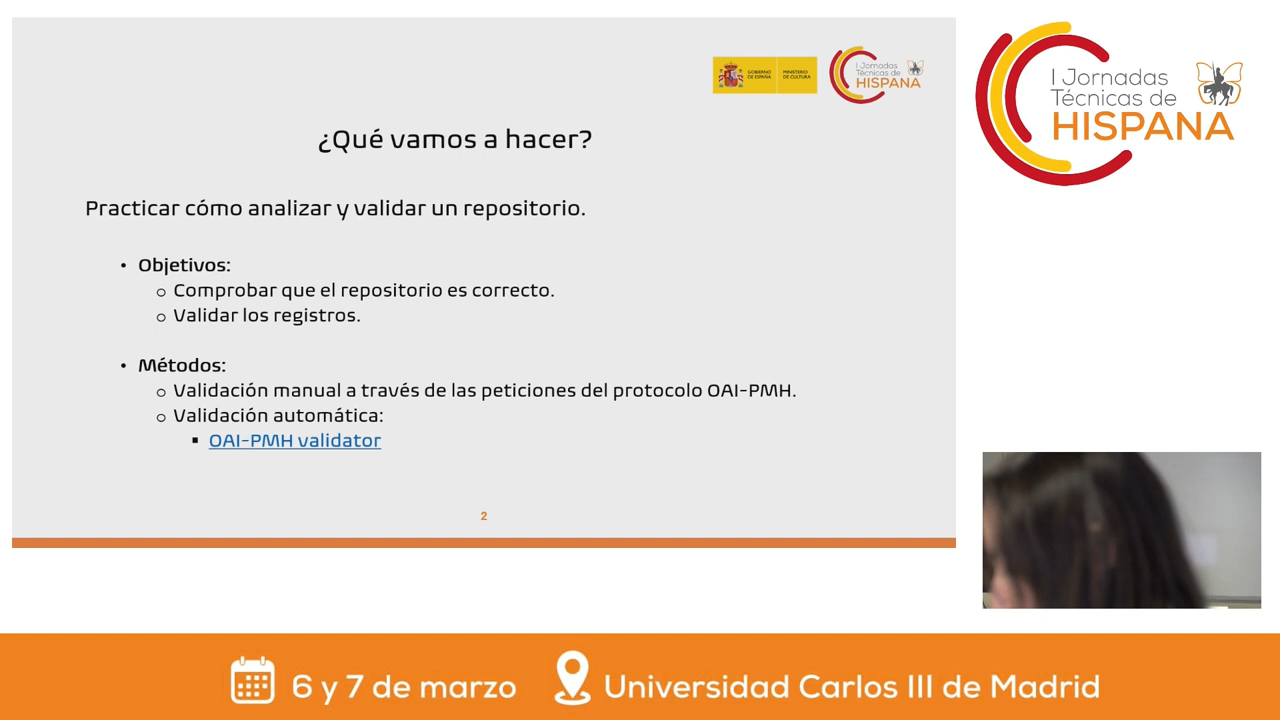 GOBIERNO DE ESPAÑA
MINISTERIO DE CULTURA
I Jornadas
Técnicas de
HISPANA
¿Qué vamos a hacer?
Practicar cómo analizar y validar un repositorio.
• Objetivos:
o Comprobar que el repositorio es correcto.
o Validar los registros.
• Métodos:
o Validación manual a través de las peticiones del protocolo OAI-PMH.
o Validación automática:
▪ OAI-PMH validator
2
I Jornadas
Técnicas de
HISPANA
6 y 7 de marzo
Universidad Carlos III de Madrid